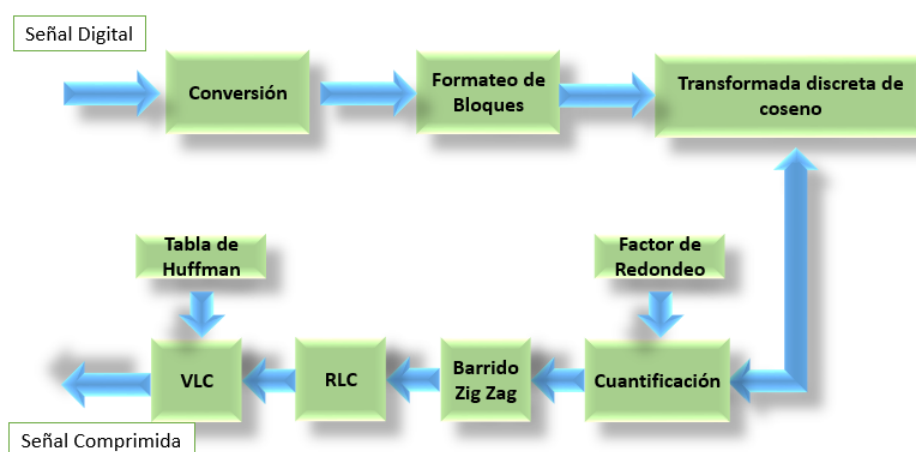 Señal Digital
Conversión
Formateo de
Bloques
Transformada discreta de
coseno
Tabla de
Huffman
Factor de
Redondeo
VLC
RLC
Barrido
Zig Zag
Cuantificación
Señal Comprimida